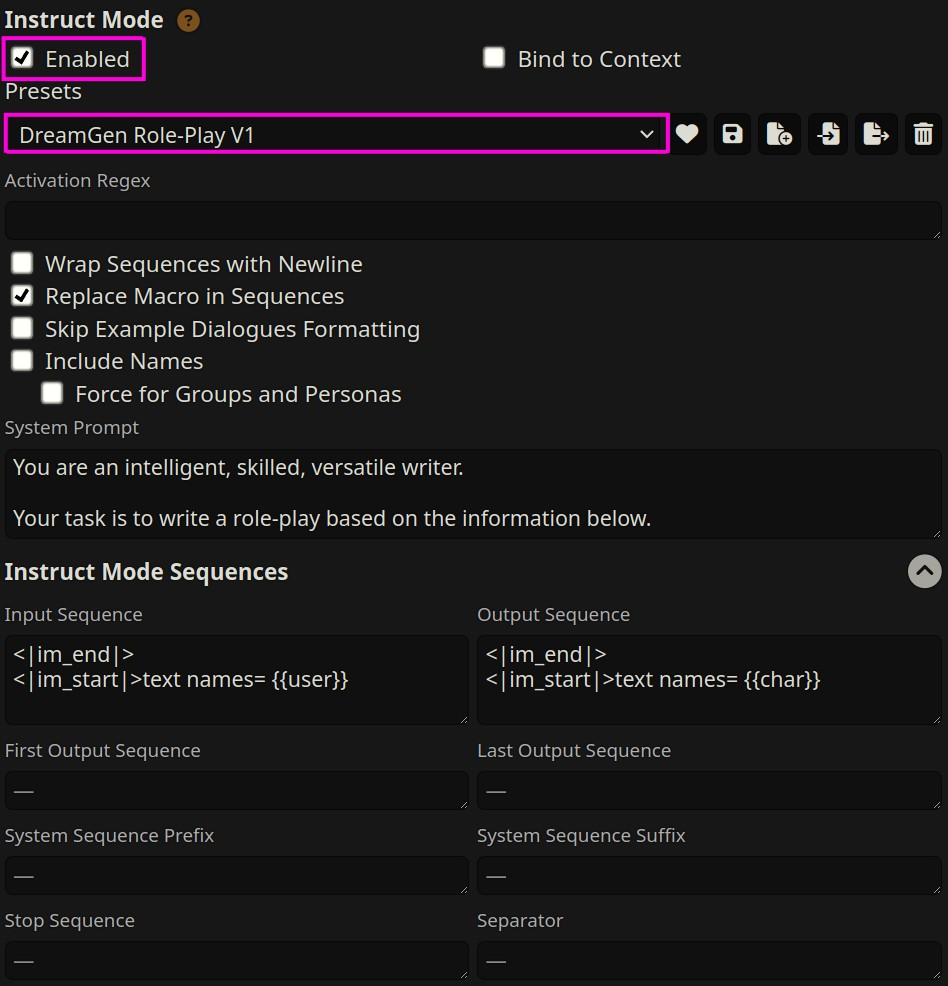 Instruct Mode ?
Enabled Bind to Context
Presets
DreamGen Role-Play V1
Activation Regex
Wrap Sequences with Newline
Replace Macro in Sequences
Skip Example Dialogues Formatting
Include Names
Force for Groups and Personas
System Prompt
You are an intelligent, skilled, versatile writer.
Your task is to write a role-play based on the information below.
Instruct Mode Sequences
Input Sequence Output Sequence
<|im_end|> <|im_end|>
<|im_start|>text names= {{user}} <|im_start|>text names= {{char}}
First Output Sequence Last Output Sequence
— —
System Sequence Prefix System Sequence Suffix
— —
Stop Sequence Separator
— —